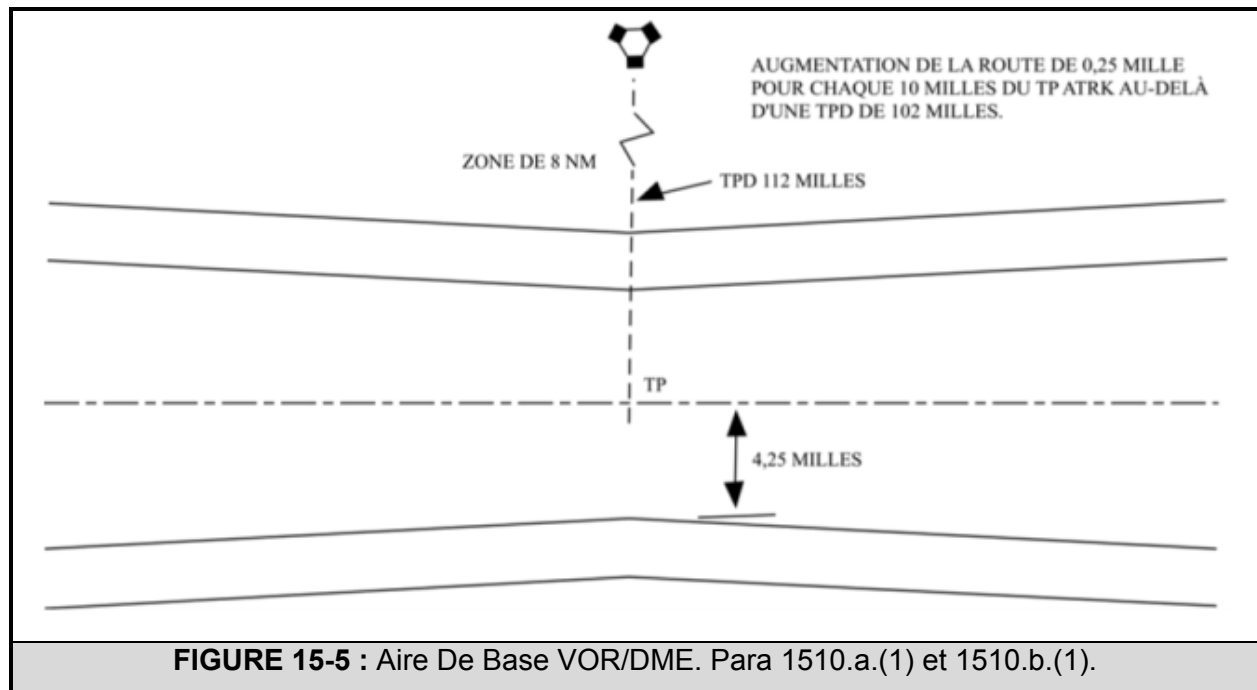 AUGMENTATION DE LA ROUTE DE 0,25 MILLE
POUR CHAQUE 10 MILLES DU TP ATRK AU-DELÀ
D'UNE TPD DE 102 MILLES.
ZONE DE 8 NM
TPD 112 MILLES
TP
4,25 MILLES
FIGURE 15-5 : Aire De Base VOR/DME. Para 1510.a.(1) et 1510.b.(1).